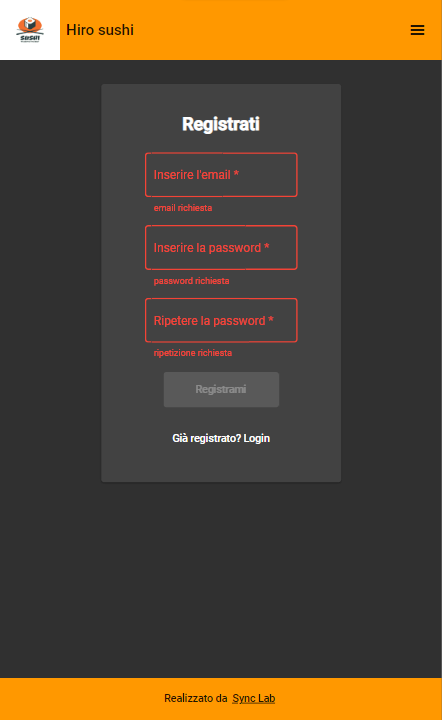 SUSHI
Hiro sushi
Registrati
Inserire l'email *
email richiesta
Inserire la password *
password richiesta
Ripetere la password *
ripetizione richiesta
Registrami
Già registrato? Login
Realizzato da Sync Lab